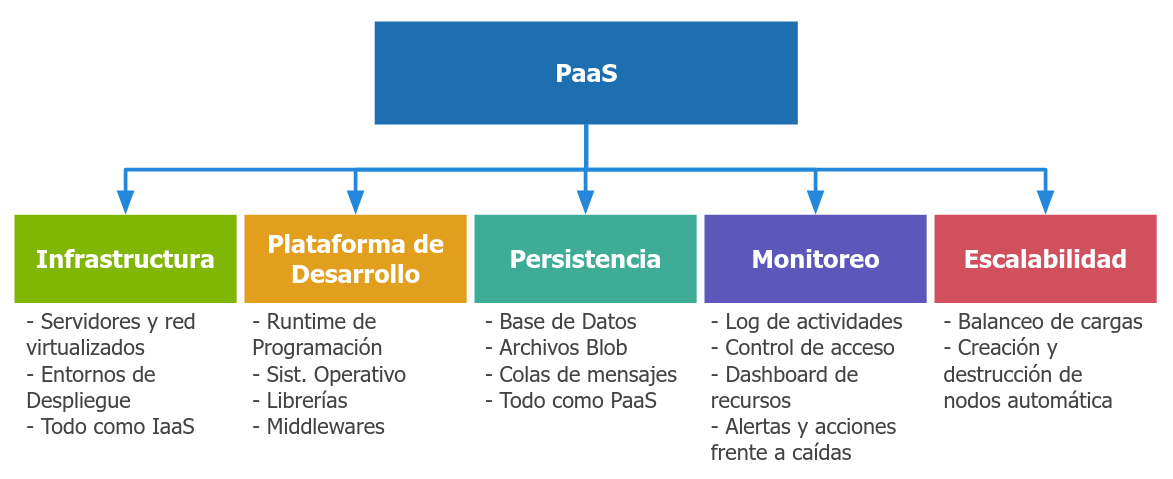 PaaS
Infrastructura
- Servidores y red
virtualizados
- Entornos de
Despliegue
- Todo como IaaS
Plataforma de
Desarrollo
- Runtime de
Programación
- Sist. Operativo
- Librerías
- Middlewares
Persistencia
- Base de Datos
- Archivos Blob
- Colas de mensajes
- Todo como PaaS
Monitoreo
- Log de actividades
- Control de acceso
- Dashboard de
recursos
- Alertas y acciones
frente a caídas
Escalabilidad
- Balanceo de cargas
- Creación y
destrucción de
nodos automática